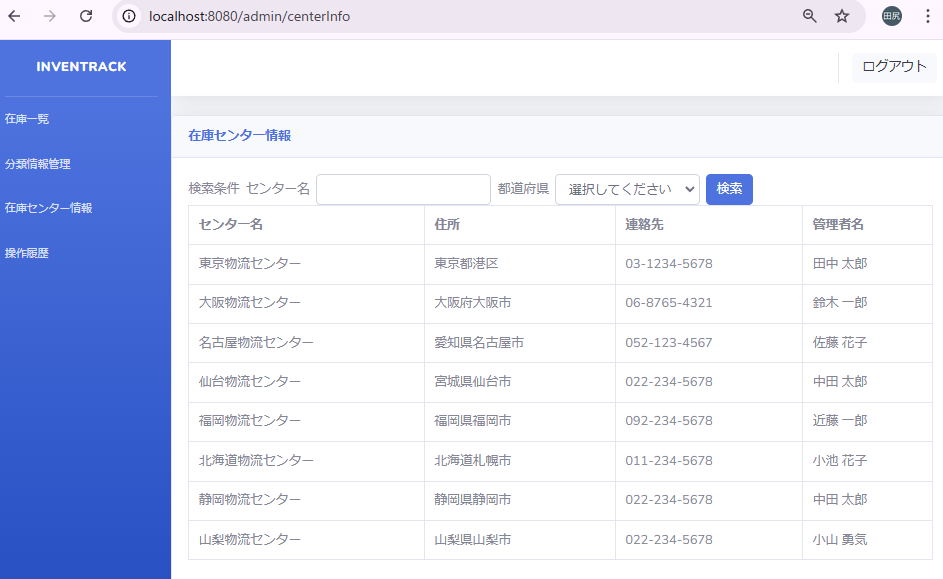 localhost:8080/admin/centerInfo
田尻
INVENTRACK
ログアウト
在庫一覧
分類情報管理
在庫センター情報
操作履歴
在庫センター情報
検索条件 センター名 都道府県 選択してください 検索
センター名 住所 連絡先 管理者名
東京物流センター 東京都港区 03-1234-5678 田中 太郎
大阪物流センター 大阪府大阪市 06-8765-4321 鈴木 一郎
名古屋物流センター 愛知県名古屋市 052-123-4567 佐藤 花子
仙台物流センター 宮城県仙台市 022-234-5678 中田 太郎
福岡物流センター 福岡県福岡市 092-234-5678 近藤 一郎
北海道物流センター 北海道札幌市 011-234-5678 小池 花子
静岡物流センター 静岡県静岡市 022-234-5678 中田 太郎
山梨物流センター 山梨県山梨市 022-234-5678 小山 勇気